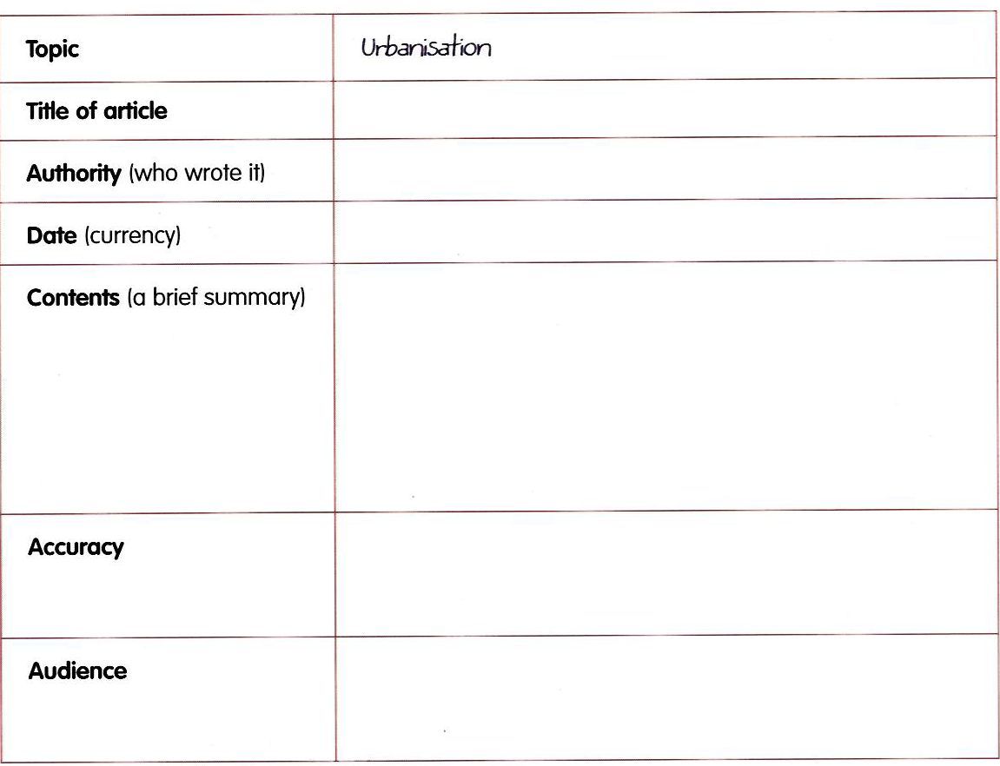 Topic
Urbanisation
Title of article
Authority (who wrote it)
Date (currency)
Contents (a brief summary)
Accuracy
Audience